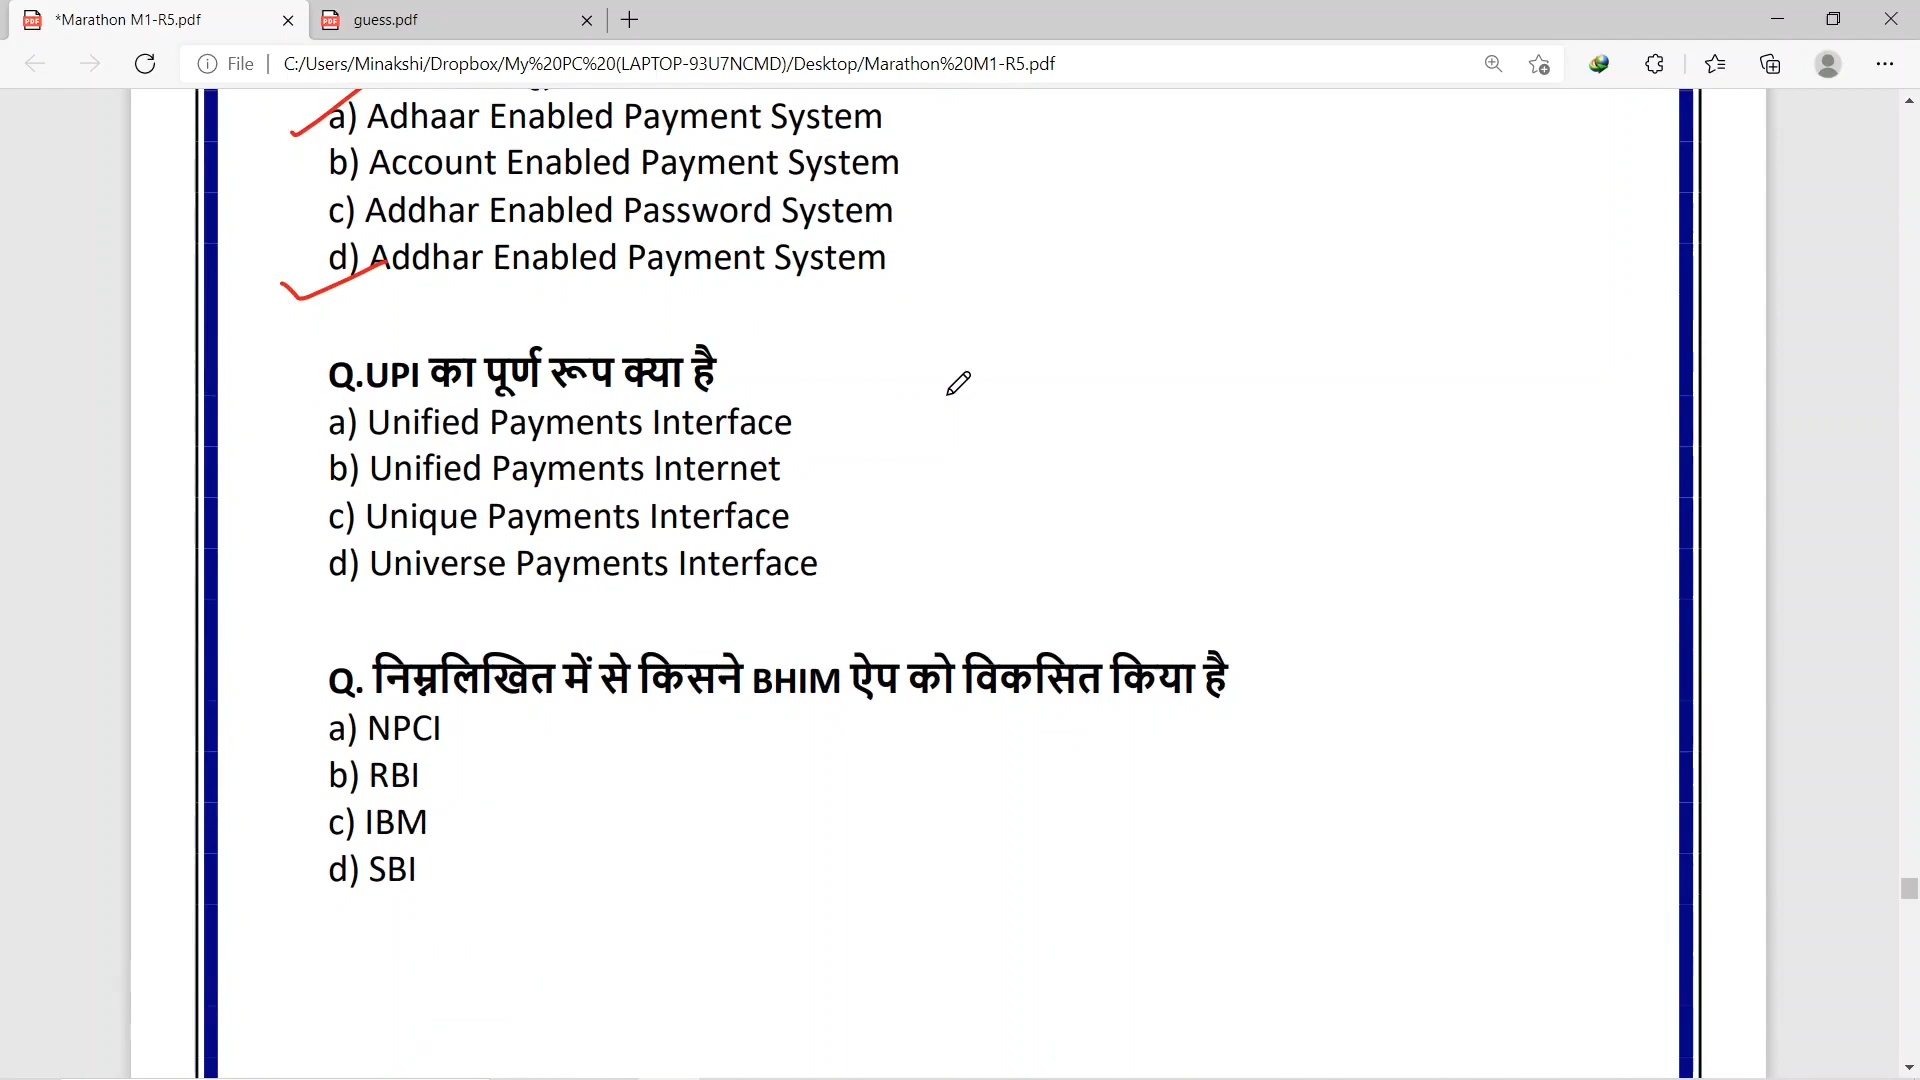 *Marathon M1-R5.pdf
guess.pdf
File
C:/Users/Minakshi/Dropbox/My%20PC%20(LAPTOP-93U7NCMD)/Desktop/Marathon%20M1-R5.pdf
a) Adhaar Enabled Payment System
b) Account Enabled Payment System
c) Addhar Enabled Password System
d) Addhar Enabled Payment System
Q.UPI का पूर्ण रूप क्या है
a) Unified Payments Interface
b) Unified Payments Internet
c) Unique Payments Interface
d) Universe Payments Interface
Q. निम्नलिखित में से किसने BHIM ऐप को विकसित किया है
a) NPCI
b) RBI
c) IBM
d) SBI